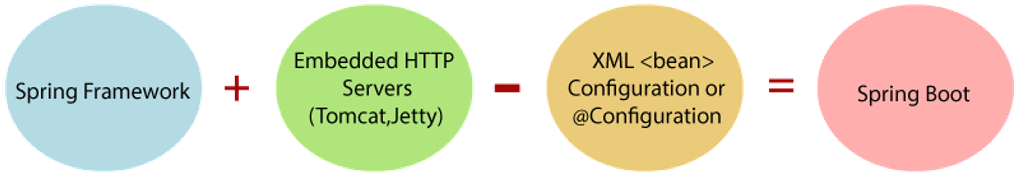 Spring Framework
+
Embedded HTTP
Servers
(Tomcat,Jetty)
-
XML <bean>
Configuration or
@Configuration
=
Spring Boot